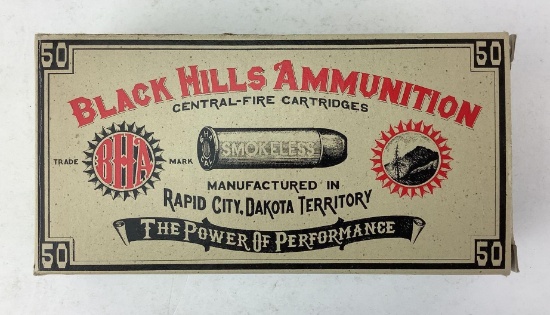 50 50
BLACK HILLS AMMUNITION
CENTRAL-FIRE CARTRIDGES
SMOKELESS
TRADE BHA MARK
MANUFACTURED IN
RAPID CITY, DAKOTA TERRITORY
THE POWER OF PERFORMANCE
50 50